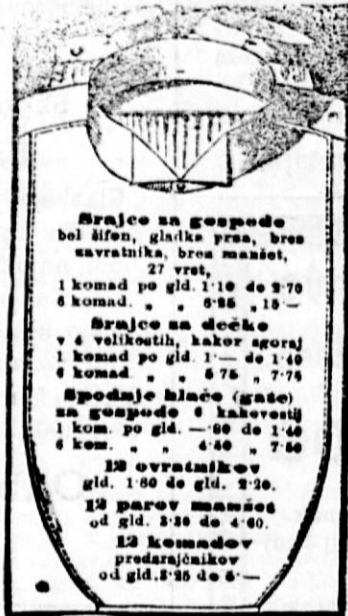 Srajce za gospode
bel šifon, gladka prsa, brez
zavratnika, brez manšet,
27 vrst,
1 komad po gld. 1·10 do 2·70
6 komad. „ „ 6·25 „ 15·—
Srajce za dečke
v 4 velikostih, kakor zgoraj
1 komad po gld. 1·— do 1·40
6 komad. „ „ 5·75 „ 7·75
Spodnje hlače (gate)
za gospode 6 kakovostij
1 kom. po gld. —·80 do 1·40
6 kom. „ „ 4·50 „ 7·50
12 ovratnikov
gld. 1·80 do gld. 2·20.
12 parov manšet
od gld. 3·30 do 4·60.
12 komadov
predsrajčnikov
od gld. 3·25 do 5·—